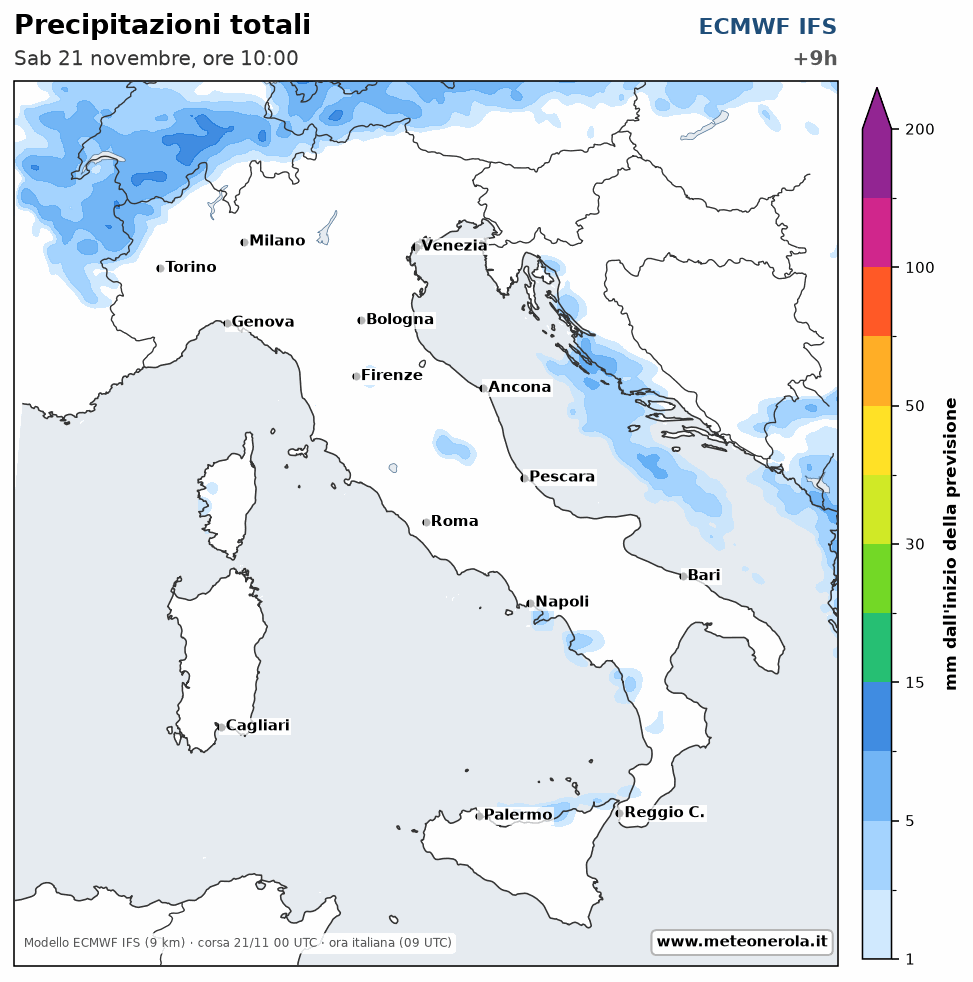 Precipitazioni totali
ECMWF IFS
Sab 21 novembre, ore 10:00
+9h
Milano
Venezia
Torino
Genova
Bologna
Firenze
Ancona
Pescara
Roma
Bari
Napoli
Cagliari
Palermo
Reggio C.
200
100
50
30
15
5
1
mm dall'inizio della previsione
Modello ECMWF IFS (9 km) · corsa 21/11 00 UTC · ora italiana (09 UTC)
www.meteonerola.it